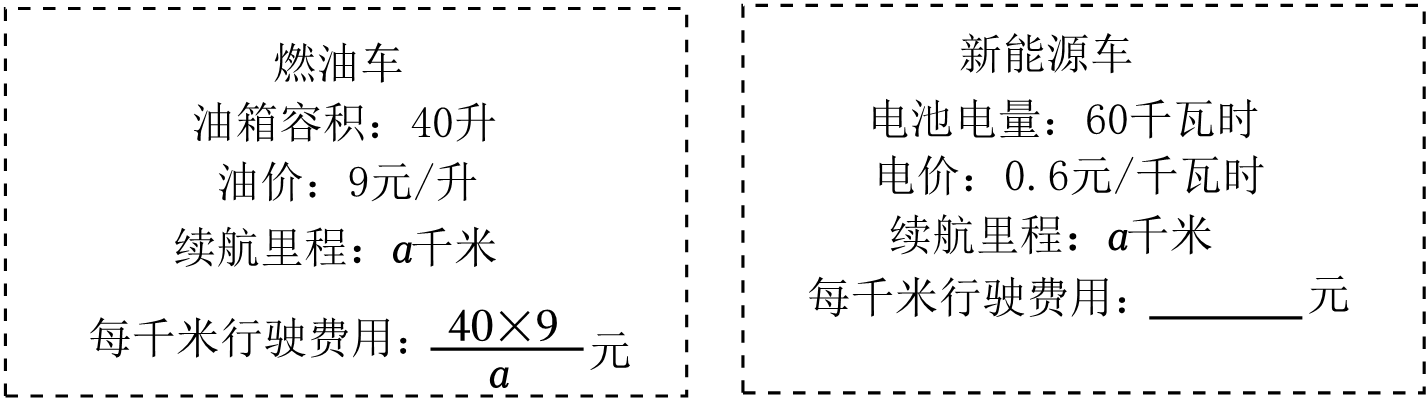 燃油车
油箱容积：40升
油价：9元/升
续航里程：a千米
每千米行驶费用：40×9/a元
新能源车
电池电量：60千瓦时
电价：0.6元/千瓦时
续航里程：a千米
每千米行驶费用：______元